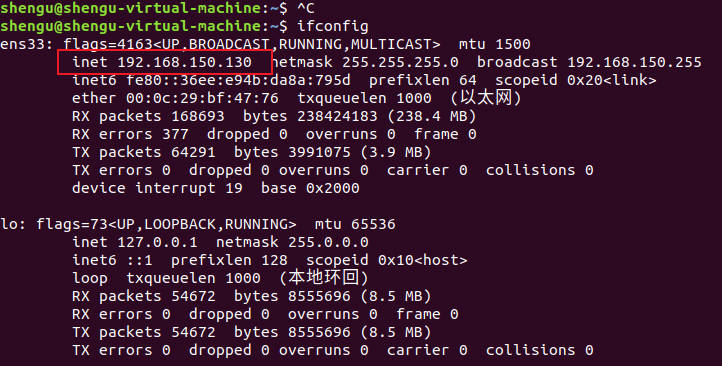 shengu@shengu-virtual-machine:~$ ^C
shengu@shengu-virtual-machine:~$ ifconfig
ens33: flags=4163<UP,BROADCAST,RUNNING,MULTICAST>  mtu 1500
        inet 192.168.150.130  netmask 255.255.255.0  broadcast 192.168.150.255
        inet6 fe80::36ee:e94b:da8a:795d  prefixlen 64  scopeid 0x20<link>
        ether 00:0c:29:bf:47:76  txqueuelen 1000  (以太网)
        RX packets 168693  bytes 238424183 (238.4 MB)
        RX errors 377  dropped 0  overruns 0  frame 0
        TX packets 64291  bytes 3991075 (3.9 MB)
        TX errors 0  dropped 0 overruns 0  carrier 0  collisions 0
        device interrupt 19  base 0x2000
lo: flags=73<UP,LOOPBACK,RUNNING>  mtu 65536
        inet 127.0.0.1  netmask 255.0.0.0
        inet6 ::1  prefixlen 128  scopeid 0x10<host>
        loop  txqueuelen 1000  (本地环回)
        RX packets 54672  bytes 8555696 (8.5 MB)
        RX errors 0  dropped 0  overruns 0  frame 0
        TX packets 54672  bytes 8555696 (8.5 MB)
        TX errors 0  dropped 0 overruns 0  carrier 0  collisions 0